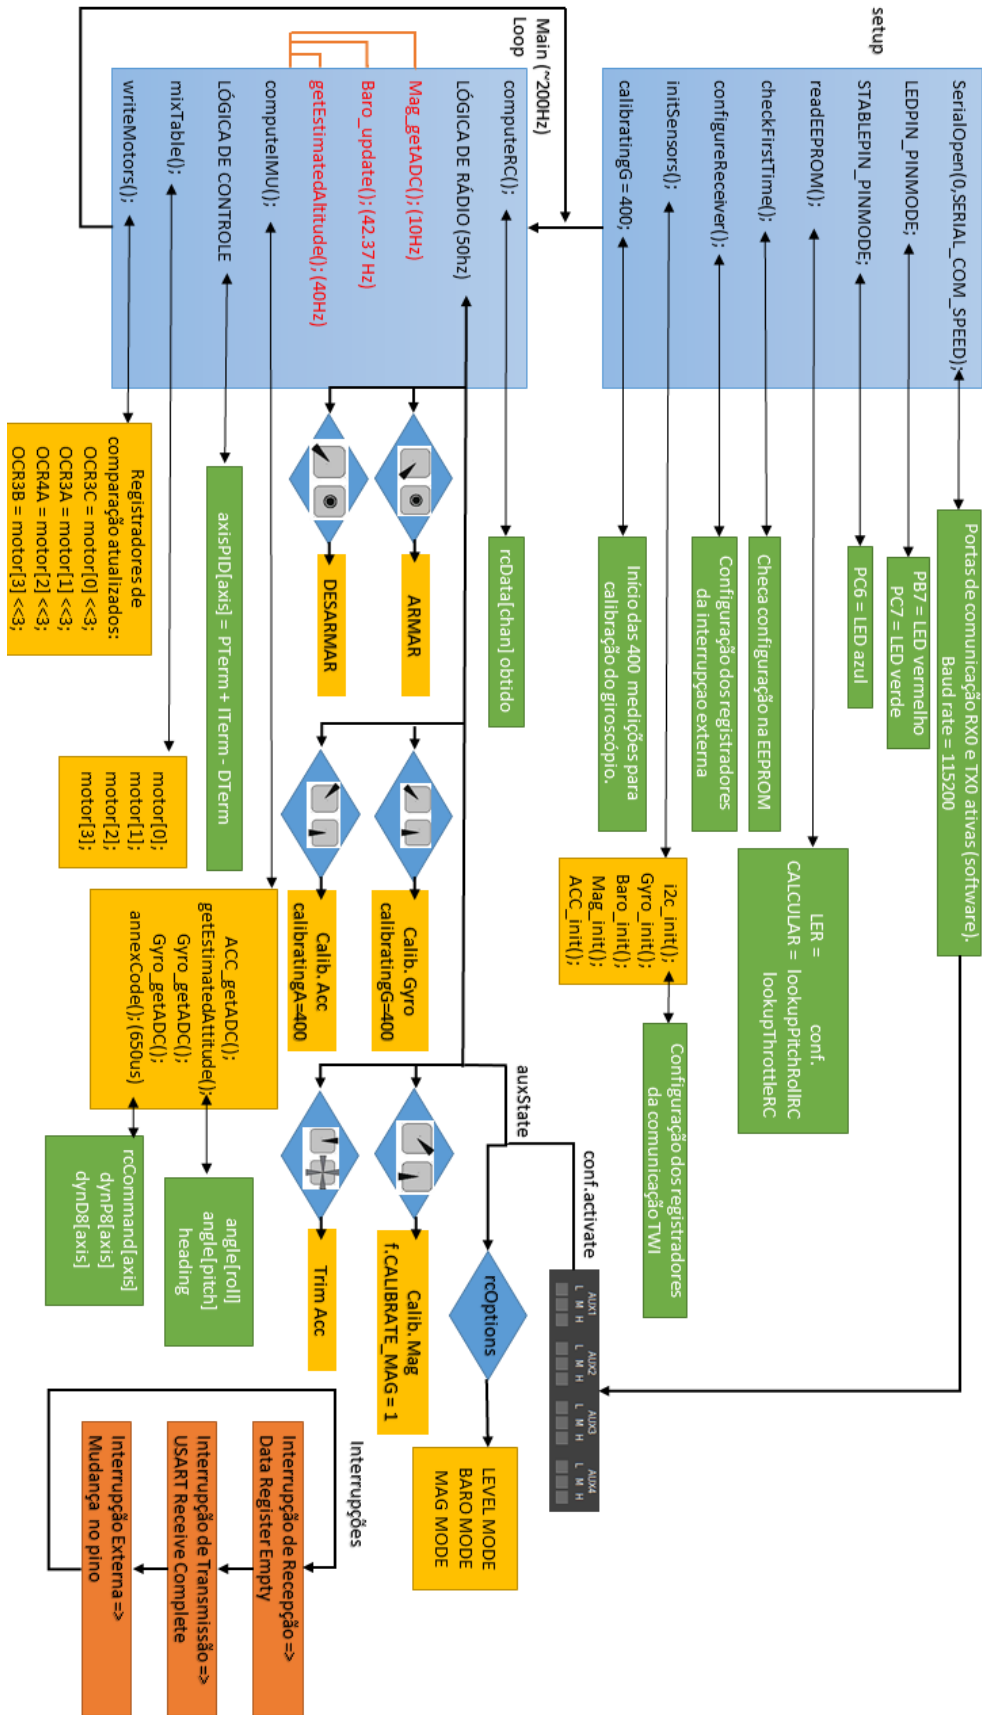 setup
SerialOpen(0,SERIAL_COM_SPEED);
LEDPIN_PINMODE;
STABLEPIN_PINMODE;
readEEPROM();
checkFirstTime();
configureReceiver();
initSensors();
calibratingG = 400;
Portas de comunicação RX0 e TX0 ativas (software).
Baud rate = 115200
PB7 = LED vermelho
PC7 = LED verde
PC6 = LED azul
LER = conf.
CALCULAR = lookupPitchRollRC
lookupThrottleRC
Checa configuração na EEPROM
Configuração dos registradores
da interrupçao externa
i2c_init();
Gyro_init();
Baro_init();
Mag_init();
ACC_init();
Configuração dos registradores
da comunicação TWI
Início das 400 medições para
calibração do giroscópio.
Main (~200Hz)
Loop
computeRC();
LÓGICA DE RÁDIO (50hz)
Mag_getADC(); (10Hz)
Baro_update(); (42.37 Hz)
getEstimatedAltitude(); (40Hz)
computeIMU();
LÓGICA DE CONTROLE
mixTable();
writeMotors();
rcData[chan] obtido
ARMAR
DESARMAR
Calib. Gyro
calibratingG=400
Calib. Acc
calibratingA=400
Calib. Mag
f.CALIBRATE_MAG = 1
Trim Acc
auxState
conf.activate
AUX1 AUX2 AUX3 AUX4
L M H L M H L M H L M H
rcOptions
LEVEL MODE
BARO MODE
MAG MODE
ACC_getADC();
getEstimatedAttitude();
Gyro_getADC();
Gyro_getADC();
annexCode(); (650us)
angle[roll]
angle[pitch]
heading
rcCommand[axis]
dynP8[axis]
dynD8[axis]
axisPID[axis] = PTerm + ITerm - DTerm
motor[0];
motor[1];
motor[2];
motor[3];
Registradores de
comparação atualizados:
OCR3C = motor[0] <<3;
OCR3A = motor[1] <<3;
OCR4A = motor[2] <<3;
OCR3B = motor[3] <<3;
Interrupções
Interrupção de Recepção =>
Data Register Empty
Interrupção de Transmissão =>
USART Receive Complete
Interrupção Externa =>
Mudança no pino